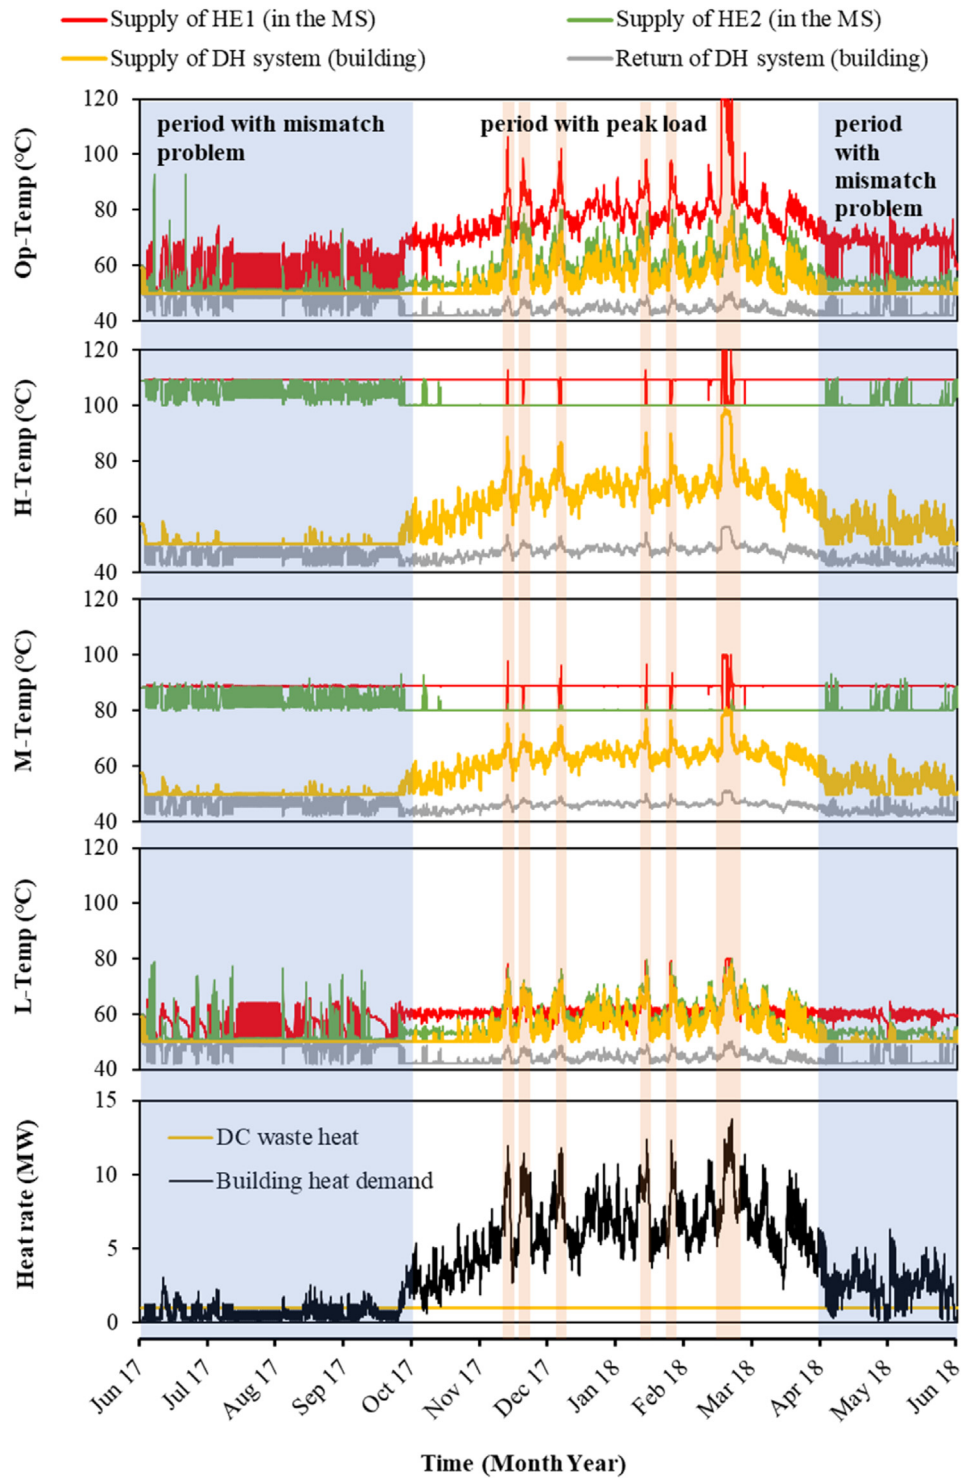 Supply of HE1 (in the MS)
Supply of HE2 (in the MS)
Supply of DH system (building)
Return of DH system (building)
Op-Temp (°C)
120
100
80
60
40
period with mismatch
problem
period with peak load
period
with
mismatch
problem
H-Temp (°C)
120
100
80
60
40
M-Temp (°C)
120
100
80
60
40
L-Temp (°C)
120
100
80
60
40
Heat rate (MW)
15
10
5
0
DC waste heat
Building heat demand
Jun 17
Jul 17
Aug 17
Sep 17
Oct 17
Nov 17
Dec 17
Jan 18
Feb 18
Mar 18
Apr 18
May 18
Jun 18
Time (Month Year)